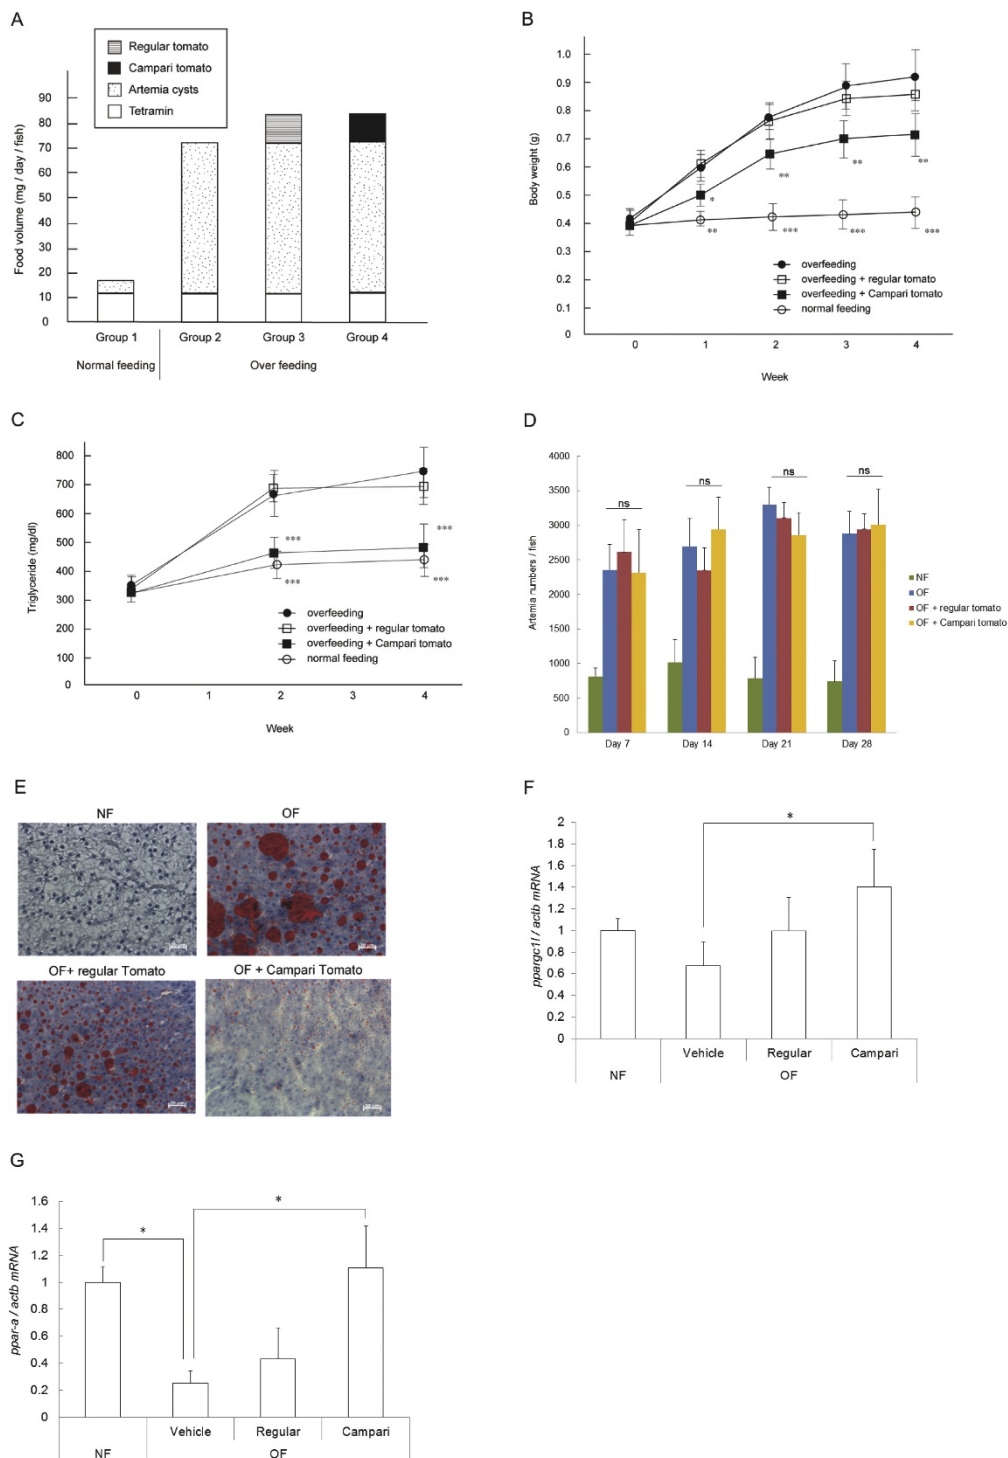 A
Regular tomato
Campari tomato
Artemia cysts
Tetramin
Food volume (mg / day / fish)
90
80
70
60
50
40
30
20
10
0
Group 1 Group 2 Group 3 Group 4
Normal feeding Over feeding
B
Body weight (g)
1.0
0.9
0.8
0.7
0.6
0.5
0.4
0.3
0.2
0.1
0
* ** ** **
** *** *** ***
overfeeding
overfeeding + regular tomato
overfeeding + Campari tomato
normal feeding
0 1 2 3 4
Week
C
Triglyceride (mg/dl)
800
700
600
500
400
300
200
100
0
*** ***
*** ***
overfeeding
overfeeding + regular tomato
overfeeding + Campari tomato
normal feeding
0 1 2 3 4
Week
D
Artemia numbers / fish
4000
3500
3000
2500
2000
1500
1000
500
0
ns ns ns ns
NF
OF
OF + regular tomato
OF + Campari tomato
Day 7 Day 14 Day 21 Day 28
E
NF OF
OF+ regular Tomato OF + Campari Tomato
F
ppargc1l / actb mRNA
2
1.8
1.6
1.4
1.2
1
0.8
0.6
0.4
0.2
0
*
Vehicle Regular Campari
NF OF
G
ppar-a / actb mRNA
1.6
1.4
1.2
1
0.8
0.6
0.4
0.2
0
* *
Vehicle Regular Campari
NF OF